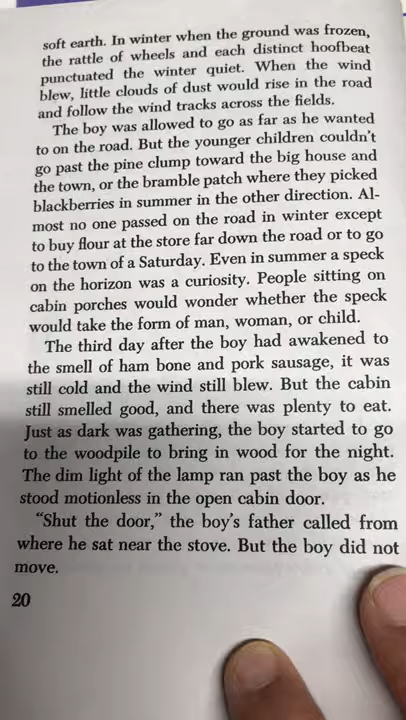 soft earth. In winter when the ground was frozen,
the rattle of wheels and each distinct hoofbeat
punctuated the winter quiet. When the wind
blew, little clouds of dust would rise in the road
and follow the wind tracks across the fields.
The boy was allowed to go as far as he wanted
to on the road. But the younger children couldn't
go past the pine clump toward the big house and
the town, or the bramble patch where they picked
blackberries in summer in the other direction. Al-
most no one passed on the road in winter except
to buy flour at the store far down the road or to go
to the town of a Saturday. Even in summer a speck
on the horizon was a curiosity. People sitting on
cabin porches would wonder whether the speck
would take the form of man, woman, or child.
The third day after the boy had awakened to
the smell of ham bone and pork sausage, it was
still cold and the wind still blew. But the cabin
still smelled good, and there was plenty to eat.
Just as dark was gathering, the boy started to go
to the woodpile to bring in wood for the night.
The dim light of the lamp ran past the boy as he
stood motionless in the open cabin door.
"Shut the door," the boy's father called from
where he sat near the stove. But the boy did not
move.
20